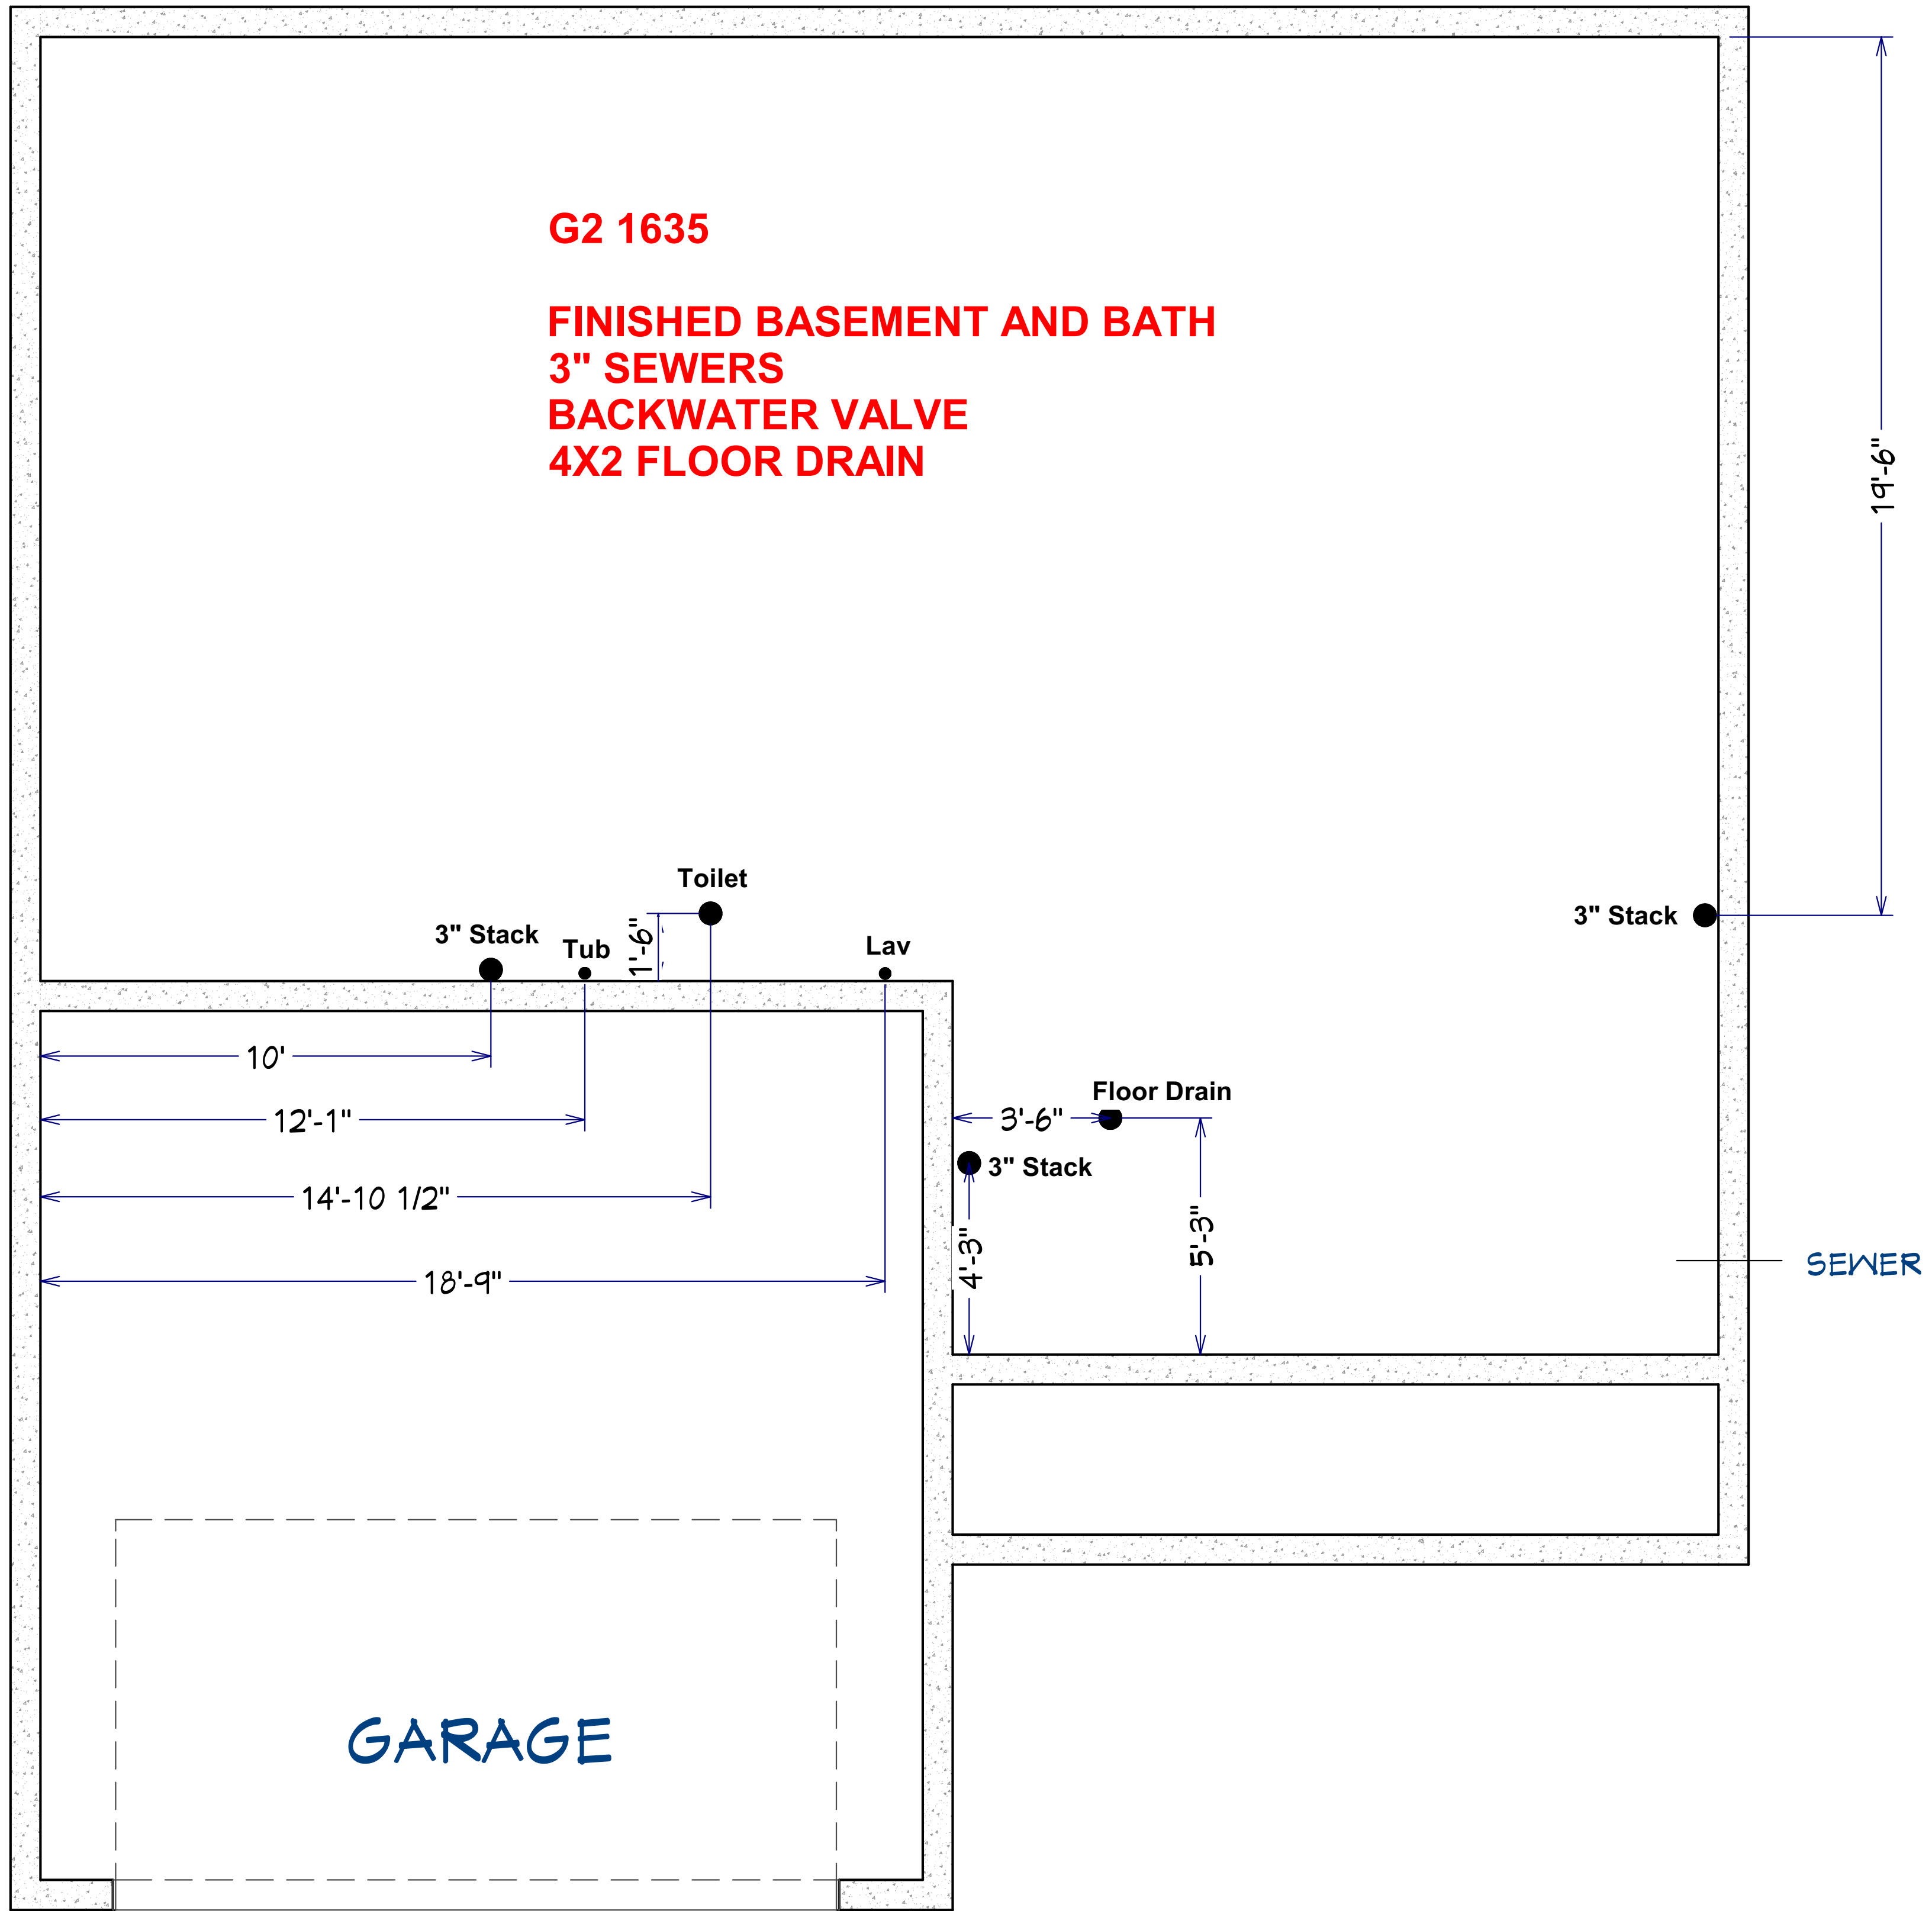 G2 1635
FINISHED BASEMENT AND BATH
3" SEWERS
BACKWATER VALVE
4X2 FLOOR DRAIN
19'-6"
Toilet
3" Stack
3" Stack
Tub
1'-6"
Lav
10'
Floor Drain
12'-1"
3'-6"
3" Stack
14'-10 1/2"
4'-3"
5'-3"
SEWER
18'-9"
GARAGE